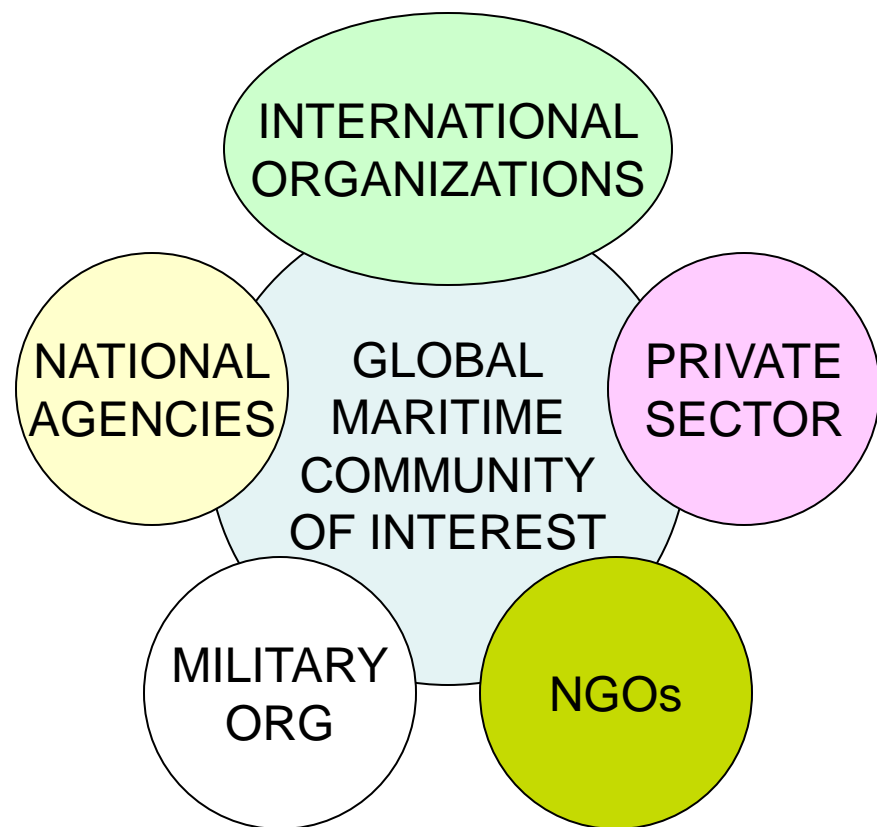 INTERNATIONAL
ORGANIZATIONS
NATIONAL
AGENCIES
GLOBAL
MARITIME
COMMUNITY
OF INTEREST
PRIVATE
SECTOR
MILITARY
ORG
NGOs